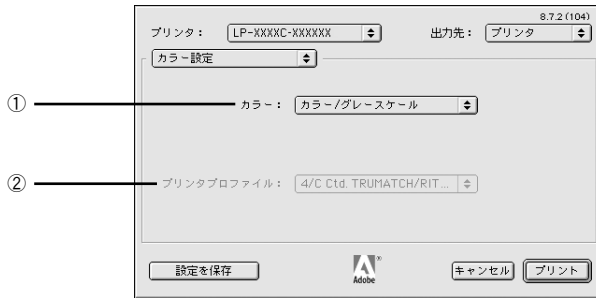 8.7.2 (104)
プリンタ： LP-XXXXC-XXXXXX 出力先： プリンタ
カラー設定
① カラー： カラー/グレースケール
② プリンタプロファイル： 4/C Ctd. TRUMATCH/RIT...
設定を保存 Adobe® キャンセル プリント